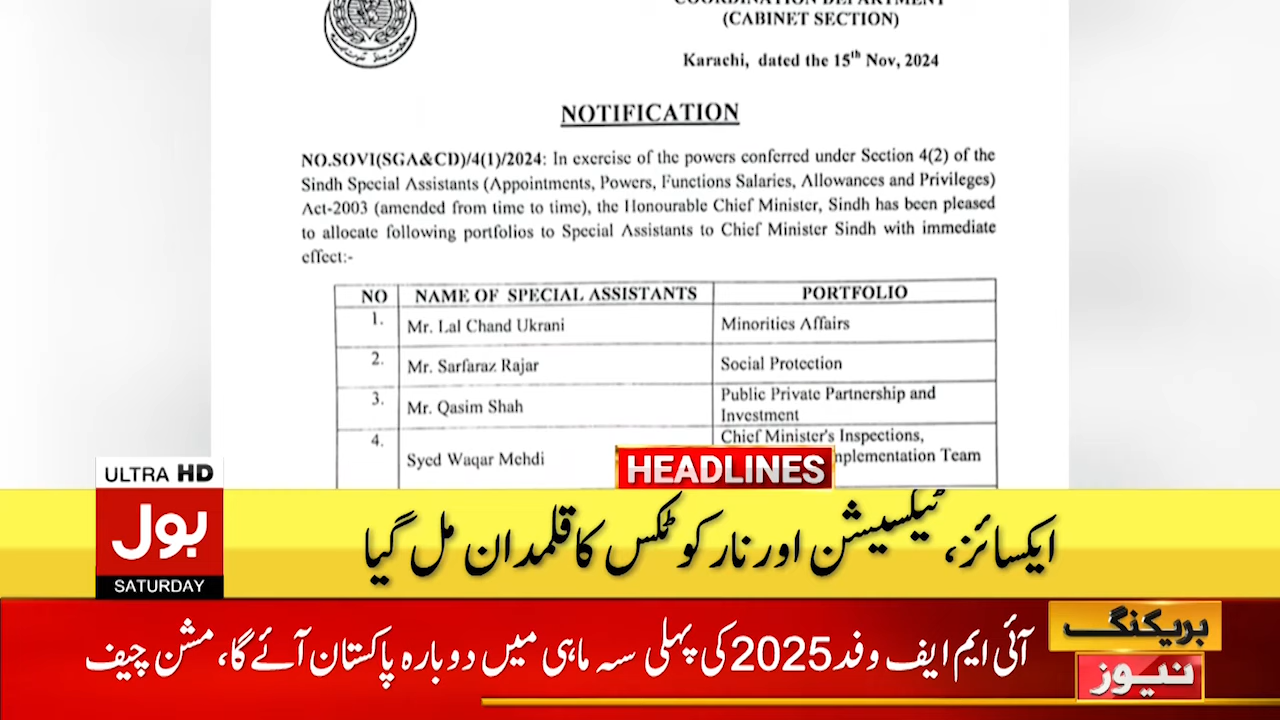 COORDINATION DEPARTMENT
(CABINET SECTION)
Karachi, dated the 15th Nov, 2024
NOTIFICATION
NO.SOVI(SGA&CD)/4(1)/2024: In exercise of the powers conferred under Section 4(2) of the
Sindh Special Assistants (Appointments, Powers, Functions Salaries, Allowances and Privileges)
Act-2003 (amended from time to time), the Honourable Chief Minister, Sindh has been pleased
to allocate following portfolios to Special Assistants to Chief Minister Sindh with immediate
effect:-
NO NAME OF SPECIAL ASSISTANTS PORTFOLIO
1. Mr. Lal Chand Ukrani Minorities Affairs
2. Mr. Sarfaraz Rajar Social Protection
3. Mr. Qasim Shah Public Private Partnership and
Investment
4. Syed Waqar Mehdi Chief Minister's Inspections,
Implementation Team
HEADLINES
ULTRA HD
بول
SATURDAY
ایکسائز، ٹیکسیشن اور نارکوٹکس کا قلمدان مل گیا
بریکنگ
نیوز
آئی ایم ایف وفد 2025 کی پہلی سہ ماہی میں دوبارہ پاکستان آئے گا، مشن چیف